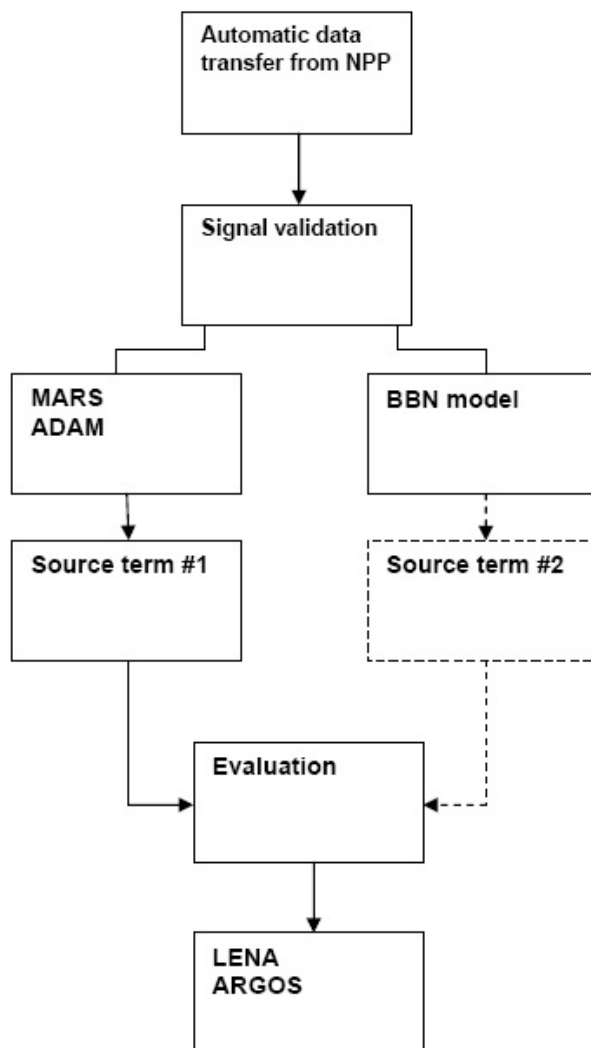 Automatic data
transfer from NPP
Signal validation
MARS
ADAM
BBN model
Source term #1
Source term #2
Evaluation
LENA
ARGOS